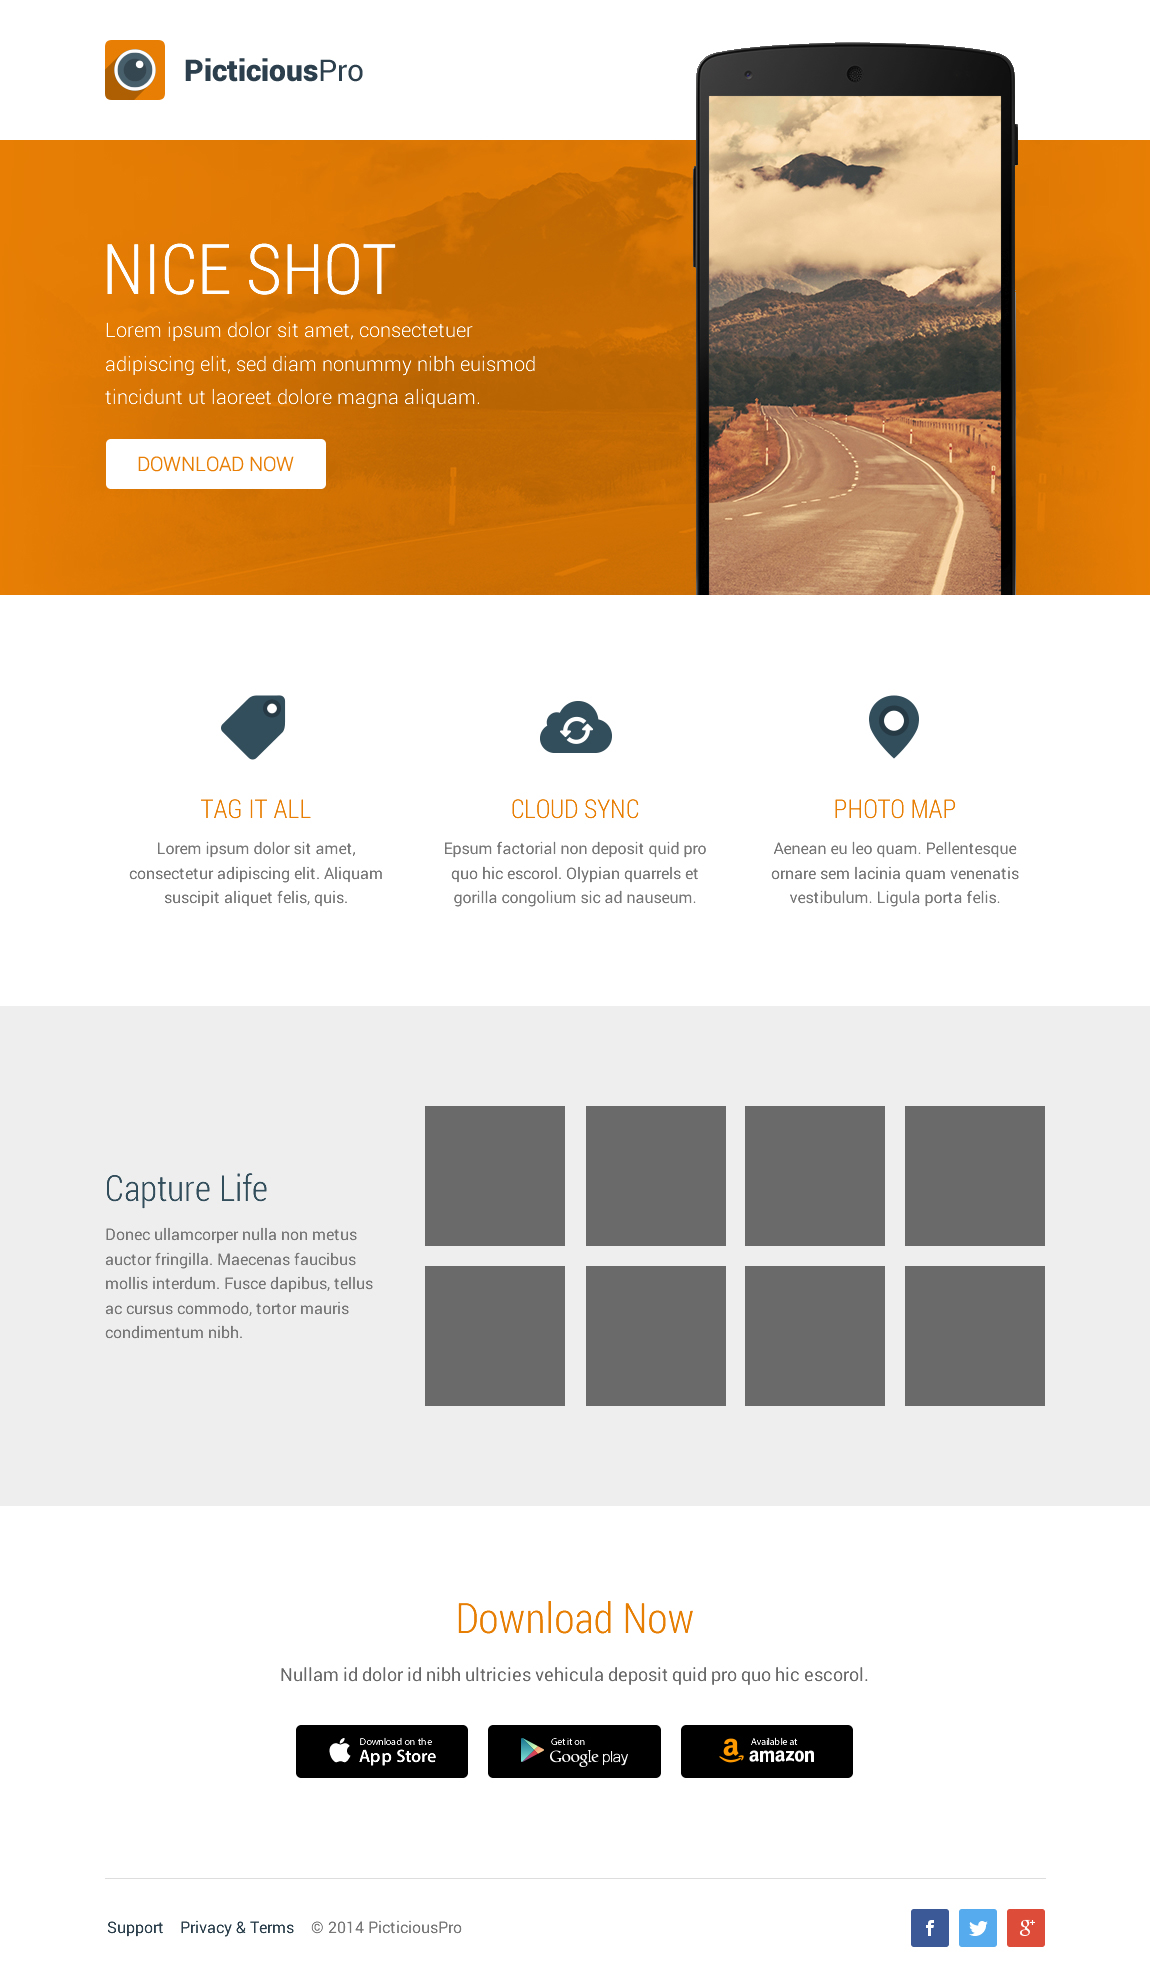 PicticiousPro
NICE SHOT
Lorem ipsum dolor sit amet, consectetuer
adipiscing elit, sed diam nonummy nibh euismod
tincidunt ut laoreet dolore magna aliquam.
DOWNLOAD NOW
TAG IT ALL
Lorem ipsum dolor sit amet,
consectetur adipiscing elit. Aliquam
suscipit aliquet felis, quis.
CLOUD SYNC
Epsum factorial non deposit quid pro
quo hic escorol. Olypian quarrels et
gorilla congolium sic ad nauseum.
PHOTO MAP
Aenean eu leo quam. Pellentesque
ornare sem lacinia quam venenatis
vestibulum. Ligula porta felis.
Capture Life
Donec ullamcorper nulla non metus
auctor fringilla. Maecenas faucibus
mollis interdum. Fusce dapibus, tellus
ac cursus commodo, tortor mauris
condimentum nibh.
Download Now
Nullam id dolor id nibh ultricies vehicula deposit quid pro quo hic escorol.
Download on the
App Store
Get it on
Google play
Available at
amazon
Support Privacy & Terms © 2014 PicticiousPro
f g+